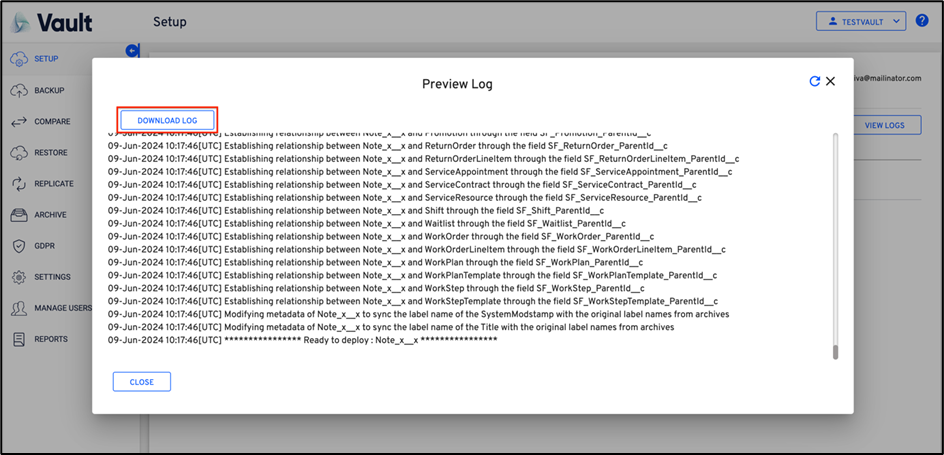 Vault
Setup
TESTVAULT
SETUP
BACKUP
COMPARE
RESTORE
REPLICATE
ARCHIVE
GDPR
SETTINGS
MANAGE USERS
REPORTS
iva@mailinator.com
VIEW LOGS
Preview Log
DOWNLOAD LOG
09-Jun-2024 10:17:46[UTC] Establishing relationship between Note_x__x and Promotion through the field SF_Promotion_ParentId__c
09-Jun-2024 10:17:46[UTC] Establishing relationship between Note_x__x and ReturnOrder through the field SF_ReturnOrder_ParentId__c
09-Jun-2024 10:17:46[UTC] Establishing relationship between Note_x__x and ReturnOrderLineItem through the field SF_ReturnOrderLineItem_ParentId__c
09-Jun-2024 10:17:46[UTC] Establishing relationship between Note_x__x and ServiceAppointment through the field SF_ServiceAppointment_ParentId__c
09-Jun-2024 10:17:46[UTC] Establishing relationship between Note_x__x and ServiceContract through the field SF_ServiceContract_ParentId__c
09-Jun-2024 10:17:46[UTC] Establishing relationship between Note_x__x and ServiceResource through the field SF_ServiceResource_ParentId__c
09-Jun-2024 10:17:46[UTC] Establishing relationship between Note_x__x and Shift through the field SF_Shift_ParentId__c
09-Jun-2024 10:17:46[UTC] Establishing relationship between Note_x__x and Waitlist through the field SF_Waitlist_ParentId__c
09-Jun-2024 10:17:46[UTC] Establishing relationship between Note_x__x and WorkOrder through the field SF_WorkOrder_ParentId__c
09-Jun-2024 10:17:46[UTC] Establishing relationship between Note_x__x and WorkOrderLineItem through the field SF_WorkOrderLineItem_ParentId__c
09-Jun-2024 10:17:46[UTC] Establishing relationship between Note_x__x and WorkPlan through the field SF_WorkPlan_ParentId__c
09-Jun-2024 10:17:46[UTC] Establishing relationship between Note_x__x and WorkPlanTemplate through the field SF_WorkPlanTemplate_ParentId__c
09-Jun-2024 10:17:46[UTC] Establishing relationship between Note_x__x and WorkStep through the field SF_WorkStep_ParentId__c
09-Jun-2024 10:17:46[UTC] Establishing relationship between Note_x__x and WorkStepTemplate through the field SF_WorkStepTemplate_ParentId__c
09-Jun-2024 10:17:46[UTC] Modifying metadata of Note_x__x to sync the label name of the SystemModstamp with the original label names from archives
09-Jun-2024 10:17:46[UTC] Modifying metadata of Note_x__x to sync the label name of the Title with the original label names from archives
09-Jun-2024 10:17:46[UTC] **************** Ready to deploy : Note_x__x ****************
CLOSE